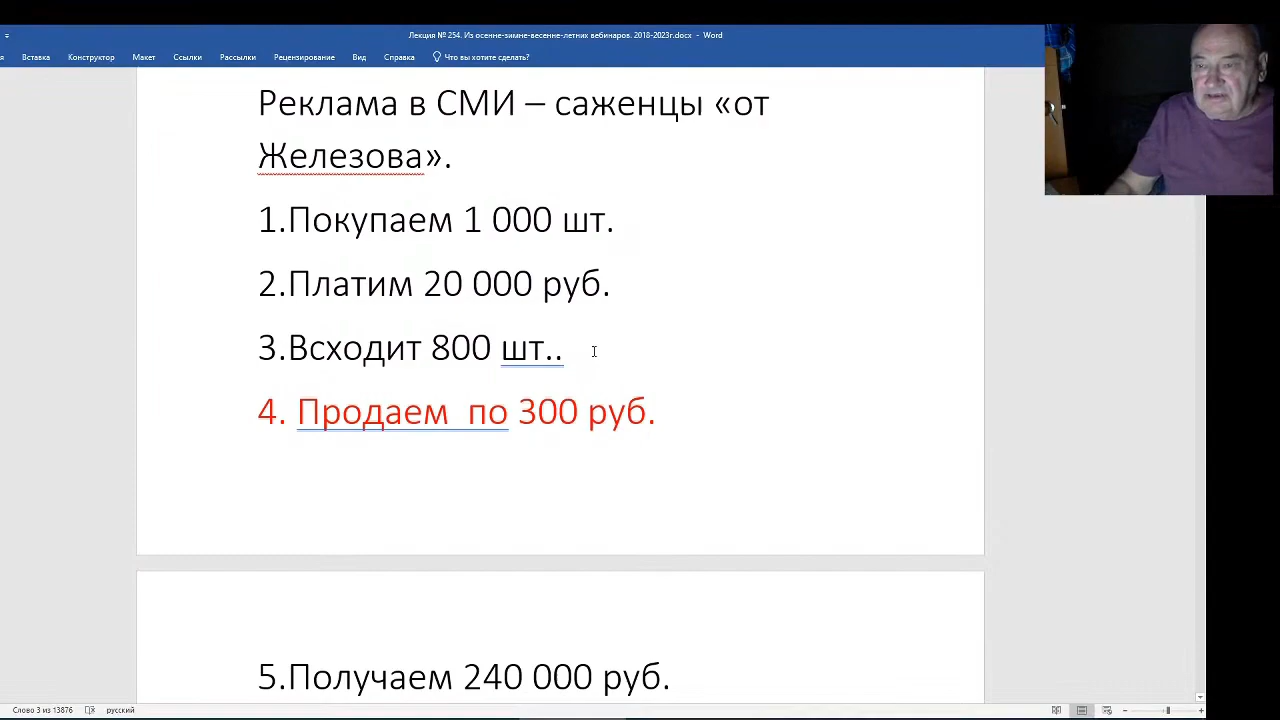 Лекция № 254. Из осенне-зимне-весенне-летних вебинаров. 2018-2023г.docx - Word
я Вставка Конструктор Макет Ссылки Рассылки Рецензирование Вид Справка Что вы хотите сделать?
Реклама в СМИ – саженцы «от
Железова».
1.Покупаем 1 000 шт.
2.Платим 20 000 руб.
3.Всходит 800 шт..
4. Продаем  по 300 руб.
5.Получаем 240 000 руб.
Слово 3 из 13876 русский